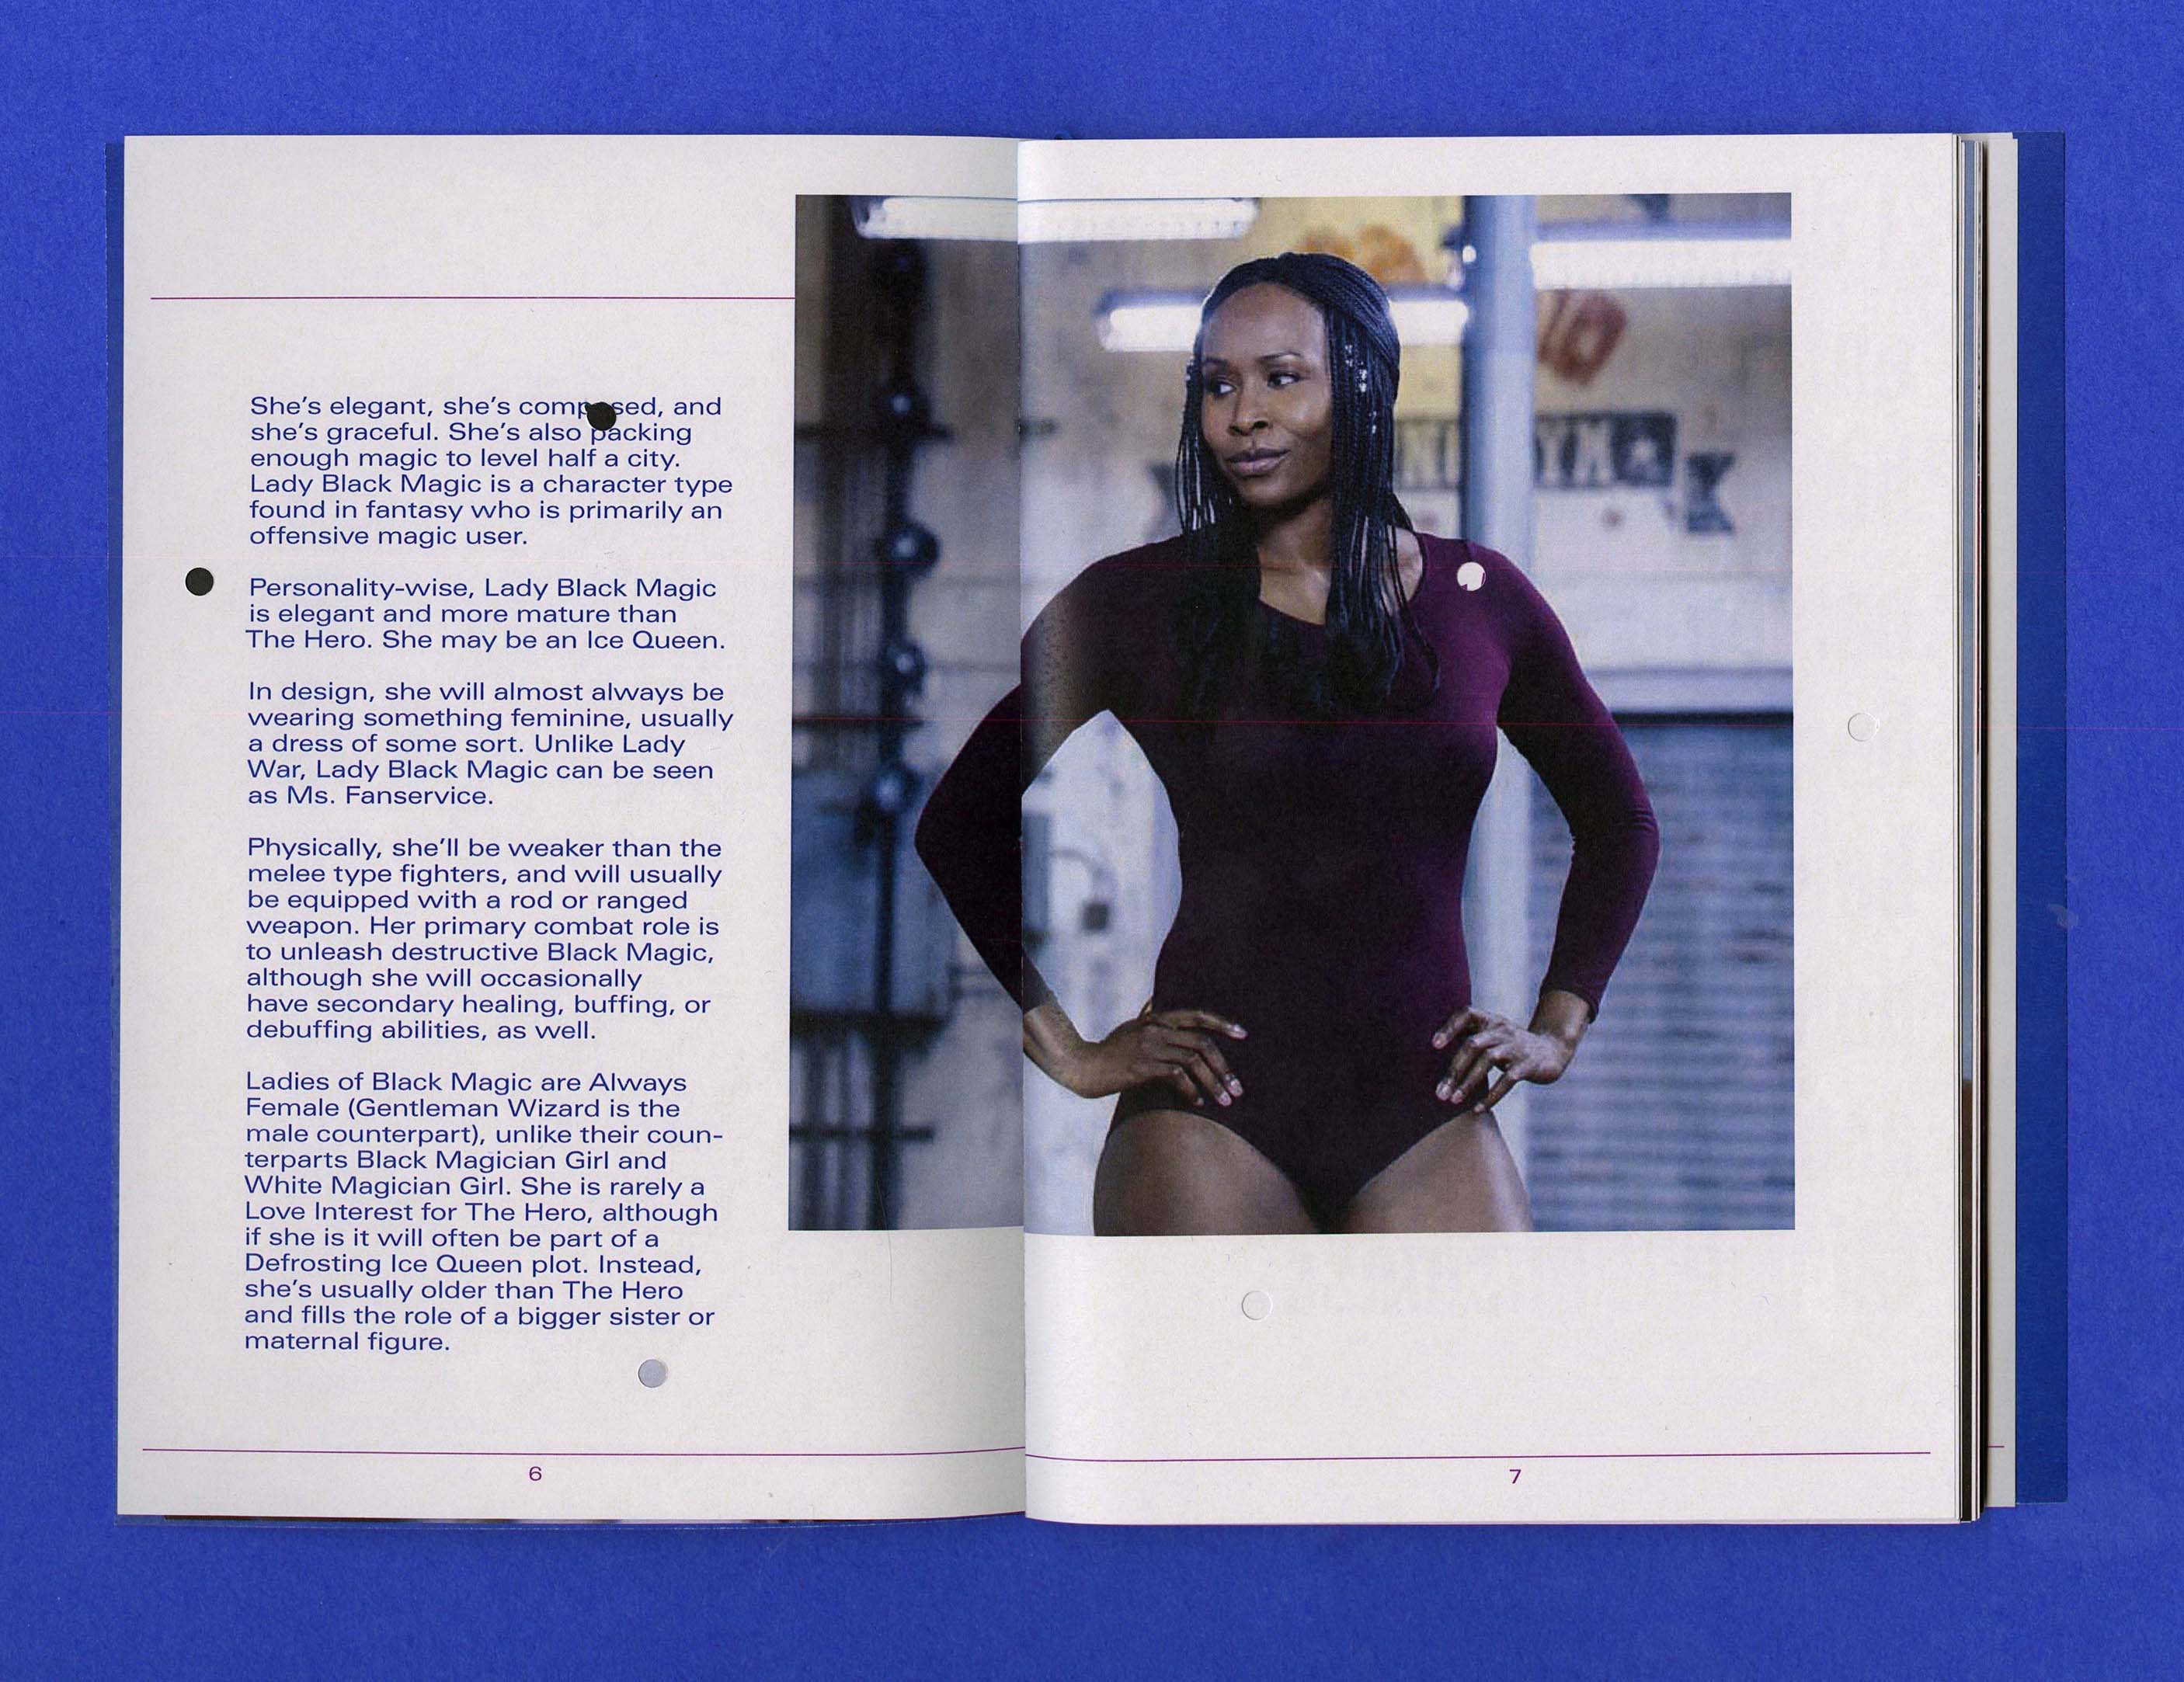 She’s elegant, she’s composed, and
she’s graceful. She’s also packing
enough magic to level half a city.
Lady Black Magic is a character type
found in fantasy who is primarily an
offensive magic user.
Personality-wise, Lady Black Magic
is elegant and more mature than
The Hero. She may be an Ice Queen.
In design, she will almost always be
wearing something feminine, usually
a dress of some sort. Unlike Lady
War, Lady Black Magic can be seen
as Ms. Fanservice.
Physically, she’ll be weaker than the
melee type fighters, and will usually
be equipped with a rod or ranged
weapon. Her primary combat role is
to unleash destructive Black Magic,
although she will occasionally
have secondary healing, buffing, or
debuffing abilities, as well.
Ladies of Black Magic are Always
Female (Gentleman Wizard is the
male counterpart), unlike their coun-
terparts Black Magician Girl and
White Magician Girl. She is rarely a
Love Interest for The Hero, although
if she is it will often be part of a
Defrosting Ice Queen plot. Instead,
she’s usually older than The Hero
and fills the role of a bigger sister or
maternal figure.
6
7